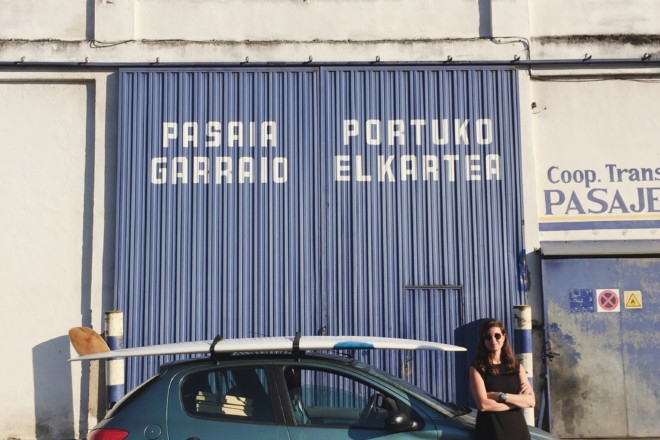 PASAIA
GARRAIO
PORTUKO
ELKARTEA
Coop. Trans
PASAJE